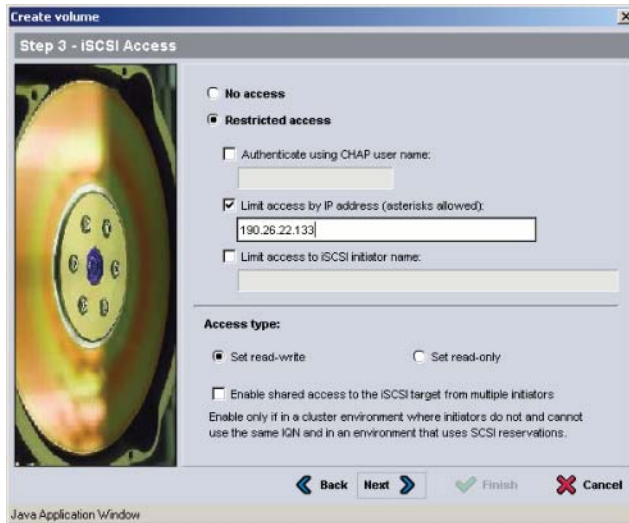 Create volume
Step 3 - iSCSI Access
No access
Restricted access
Authenticate using CHAP user name:
Limit access by IP address (asterisks allowed):
190.26.22.133
Limit access to iSCSI initiator name:
Access type:
Set read-write
Set read-only
Enable shared access to the iSCSI target from multiple initiators
Enable only if in a cluster environment where initiators do not and cannot
use the same IQN and in an environment that uses SCSI reservations.
Back Next Finish Cancel
Java Application Window